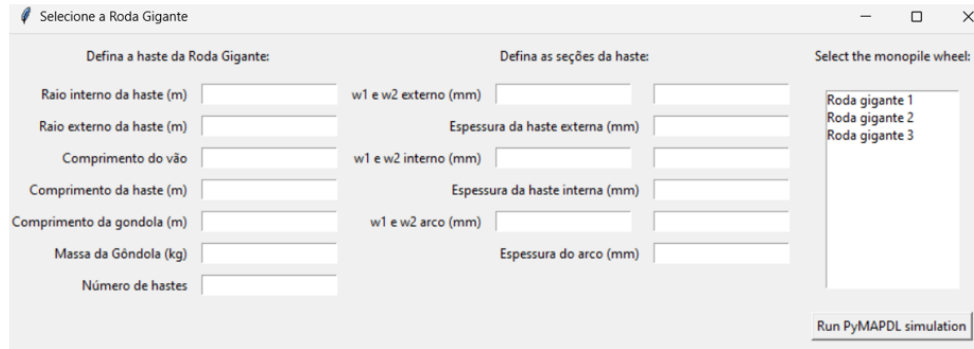 Selecione a Roda Gigante
Defina a haste da Roda Gigante:
Raio interno da haste (m)
Raio externo da haste (m)
Comprimento do vão
Comprimento da haste (m)
Comprimento da gondola (m)
Massa da Gôndola (kg)
Número de hastes
Defina as seções da haste:
w1 e w2 externo (mm)
Espessura da haste externa (mm)
w1 e w2 interno (mm)
Espessura da haste interna (mm)
w1 e w2 arco (mm)
Espessura do arco (mm)
Select the monopile wheel:
Roda gigante 1
Roda gigante 2
Roda gigante 3
Run PyMAPDL simulation